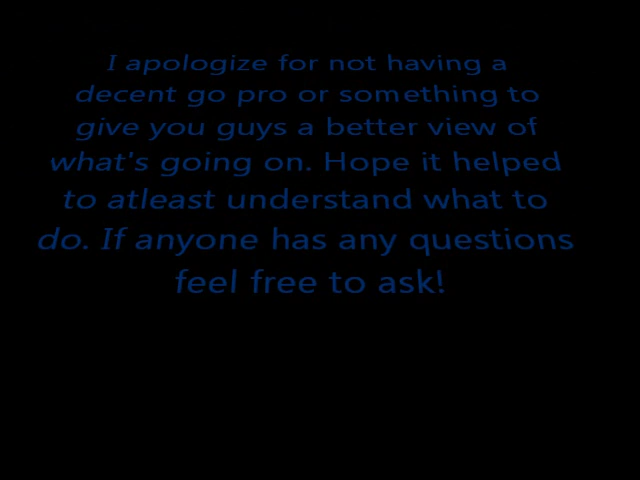 I apologize for not having a
decent go pro or something to
give you guys a better view of
what's going on. Hope it helped
to atleast understand what to
do. If anyone has any questions
feel free to ask!